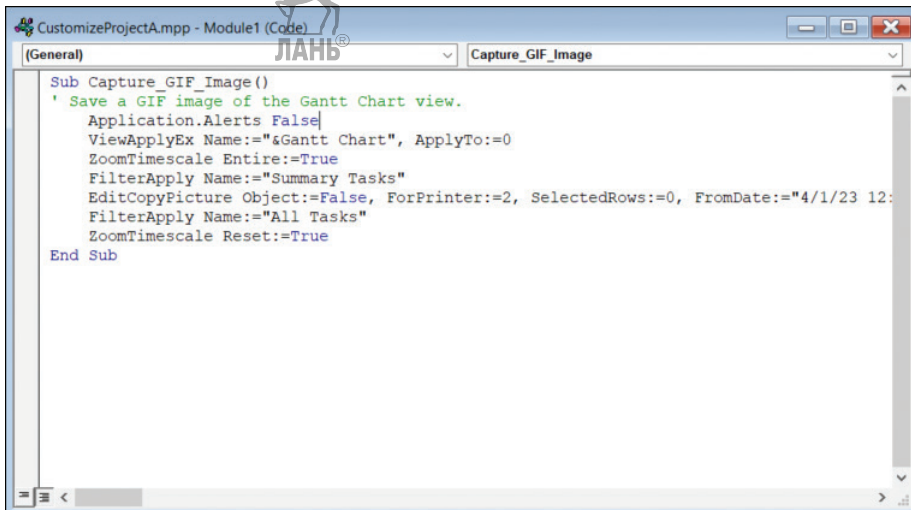 CustomizeProjectA.mpp - Module1 (Code)
ЛАНЬ®
(General)
Capture_GIF_Image
Sub Capture_GIF_Image()
' Save a GIF image of the Gantt Chart view.
Application.Alerts False
ViewApplyEx Name:="&Gantt Chart", ApplyTo:=0
ZoomTimescale Entire:=True
FilterApply Name:="Summary Tasks"
EditCopyPicture Object:=False, ForPrinter:=2, SelectedRows:=0, FromDate:="4/1/23 12:
FilterApply Name:="All Tasks"
ZoomTimescale Reset:=True
End Sub